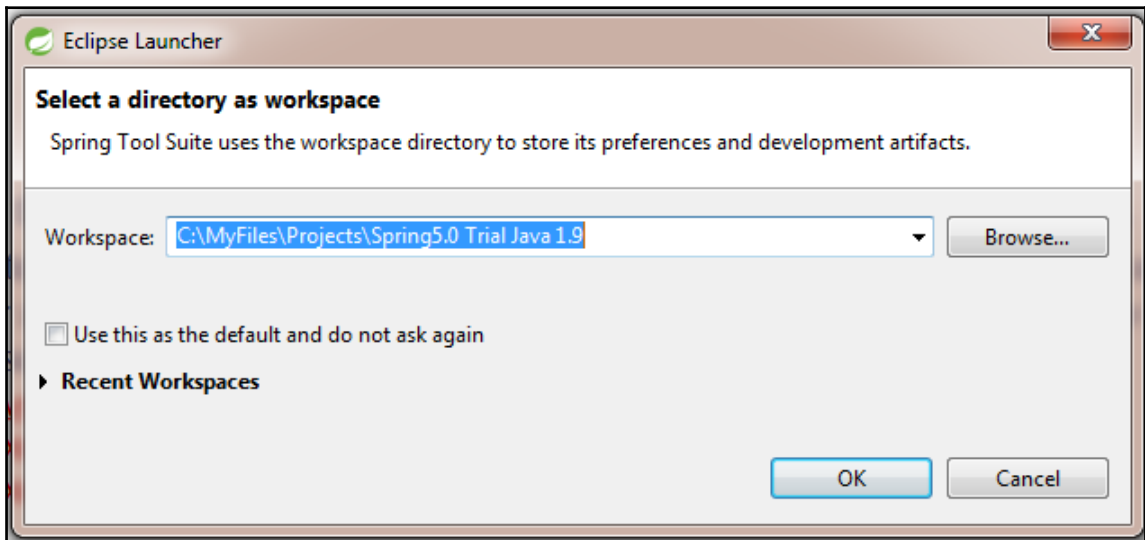 Eclipse Launcher
Select a directory as workspace
Spring Tool Suite uses the workspace directory to store its preferences and development artifacts.
Workspace: C:\MyFiles\Projects\Spring5.0 Trial Java 1.9 Browse...
Use this as the default and do not ask again
Recent Workspaces
OK Cancel